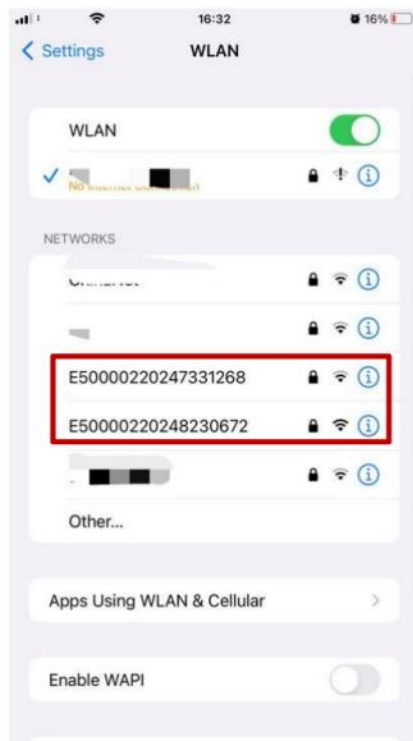 16:32
16%
Settings
WLAN
WLAN
NETWORKS
E50000220247331268
E50000220248230672
Other...
Apps Using WLAN & Cellular
Enable WAPI